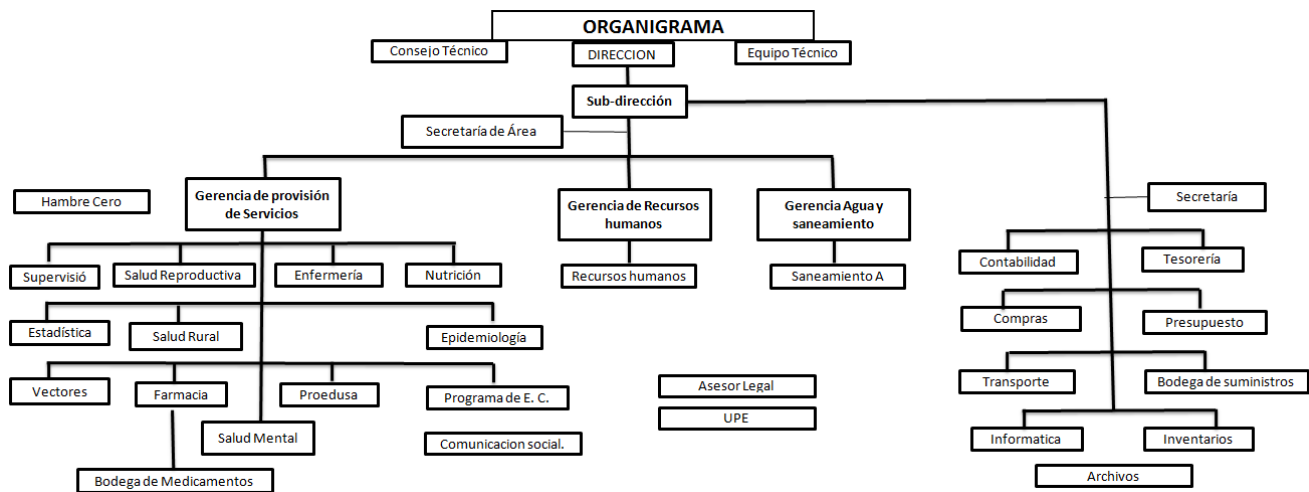 ORGANIGRAMA
Consejo Técnico
DIRECCION
Equipo Técnico
Sub-dirección
Secretaría de Área
Hambre Cero
Gerencia de provisión
de Servicios
Gerencia de Recursos
humanos
Gerencia Agua y
saneamiento
Secretaría
Supervisió
Salud Reproductiva
Enfermería
Nutrición
Recursos humanos
Saneamiento A
Contabilidad
Tesorería
Estadística
Salud Rural
Epidemiología
Compras
Presupuesto
Vectores
Farmacia
Proedusa
Programa de E. C.
Asesor Legal
Transporte
Bodega de suministros
UPE
Salud Mental
Comunicacion social.
Informatica
Inventarios
Bodega de Medicamentos
Archivos